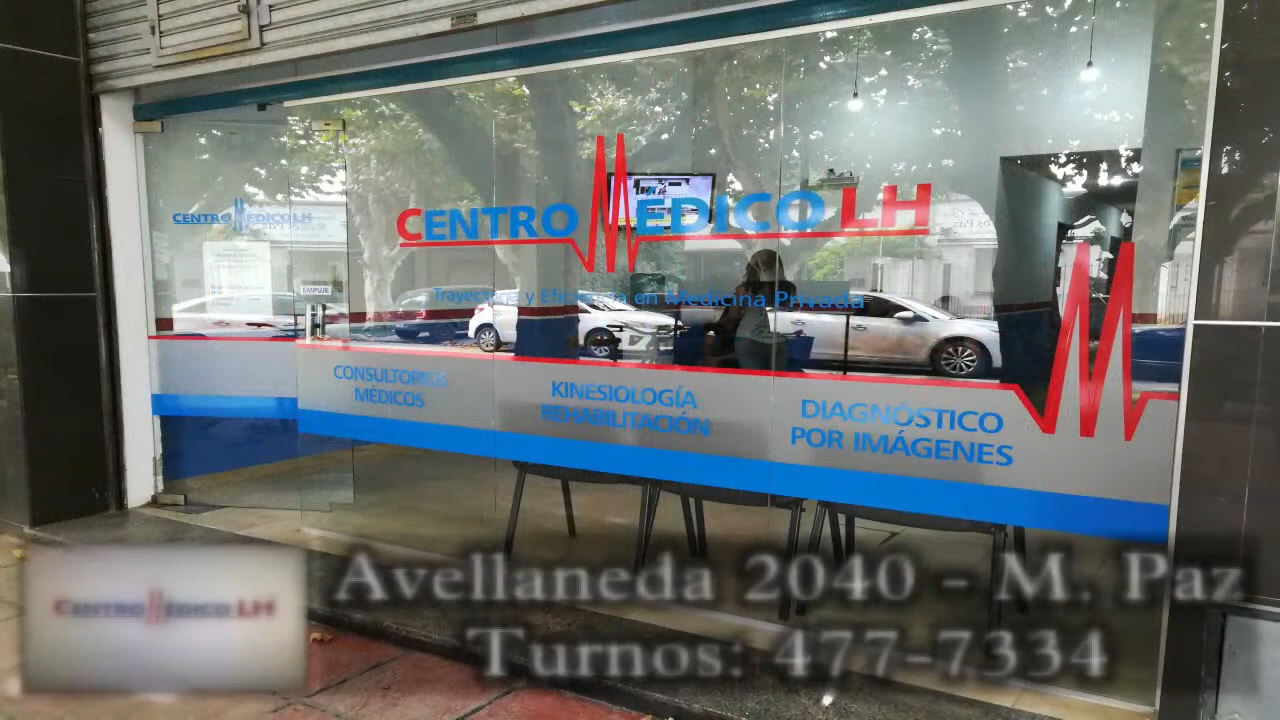 CENTRO MEDICO LH
CENTRO MEDICO LH
Trayectoria y Eficiencia en Medicina Privada
EMPUJE
CONSULTORIOS
MÉDICOS
KINESIOLOGÍA
REHABILITACIÓN
DIAGNÓSTICO
POR IMÁGENES
CENTRO MEDICO LH
Avellaneda 2040 - M. Paz
Turnos: 477-7334